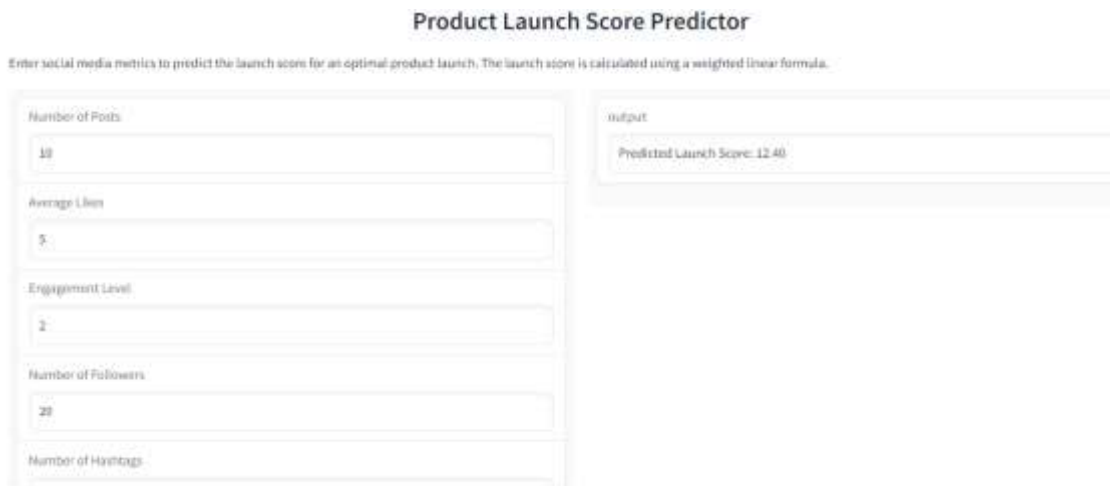 Product Launch Score Predictor
Enter social media metrics to predict the launch score for an optimal product launch. The launch score is calculated using a weighted linear formula.
Number of Posts
10
Average Likes
5
Engagement Level
2
Number of Followers
20
Number of Hashtags
output
Predicted Launch Score: 12.40